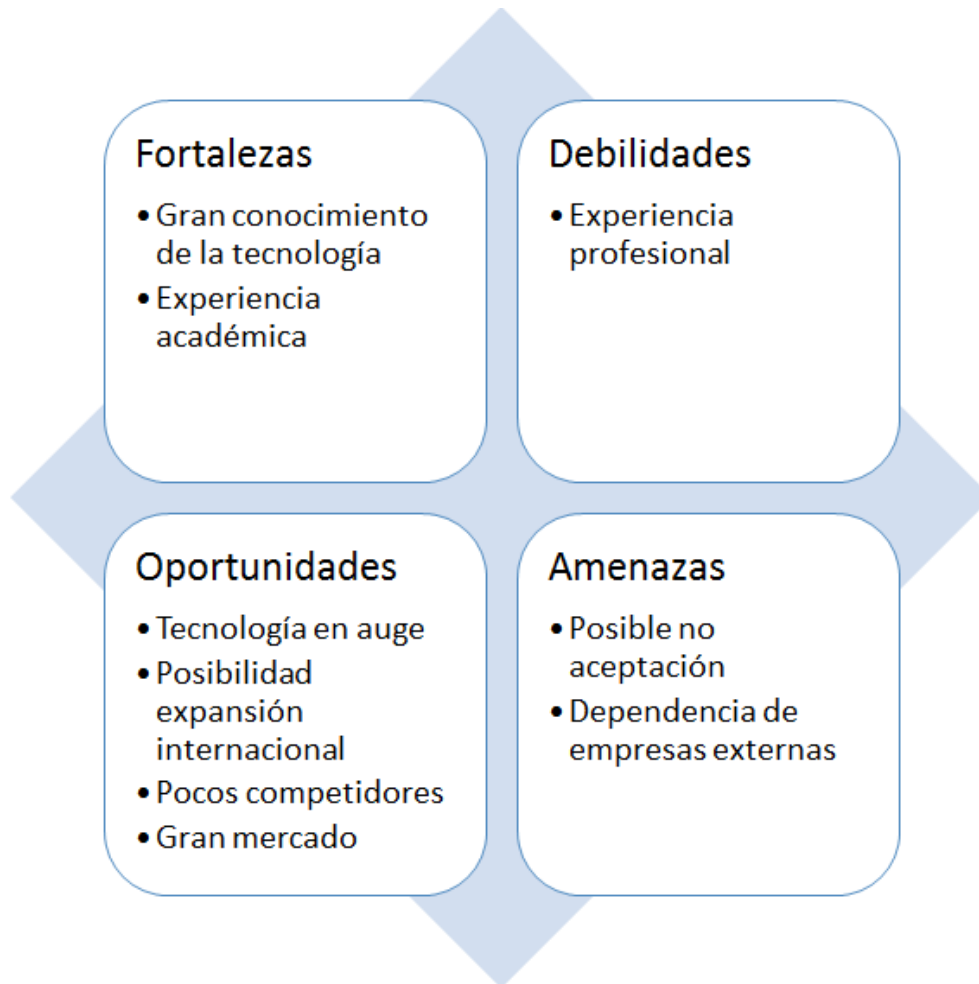 Fortalezas
• Gran conocimiento
de la tecnología
• Experiencia
académica
Debilidades
• Experiencia
profesional
Oportunidades
• Tecnología en auge
• Posibilidad
expansión
internacional
• Pocos competidores
• Gran mercado
Amenazas
• Posible no
aceptación
• Dependencia de
empresas externas